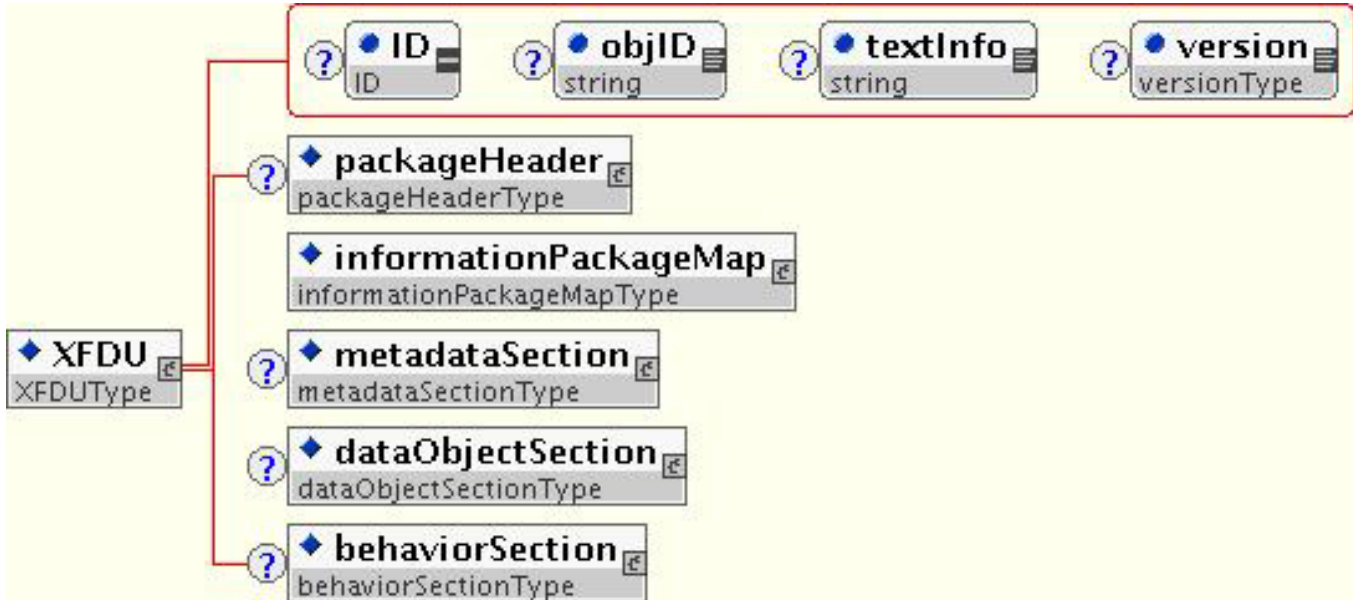 ? ID ? objID ? textInfo ? version
ID string string versionType
? packageHeader
packageHeaderType
informationPackageMap
informationPackageMapType
XFDU
XFDUType
? metadataSection
metadataSectionType
? dataObjectSection
dataObjectSectionType
? behaviorSection
behaviorSectionType